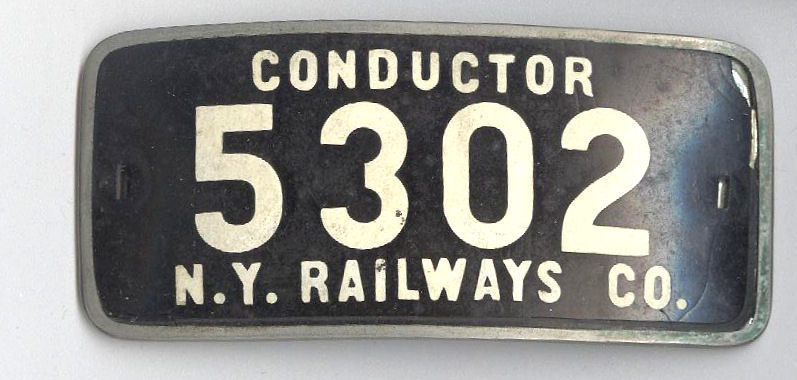 CONDUCTOR
5302
N.Y. RAILWAYS CO.